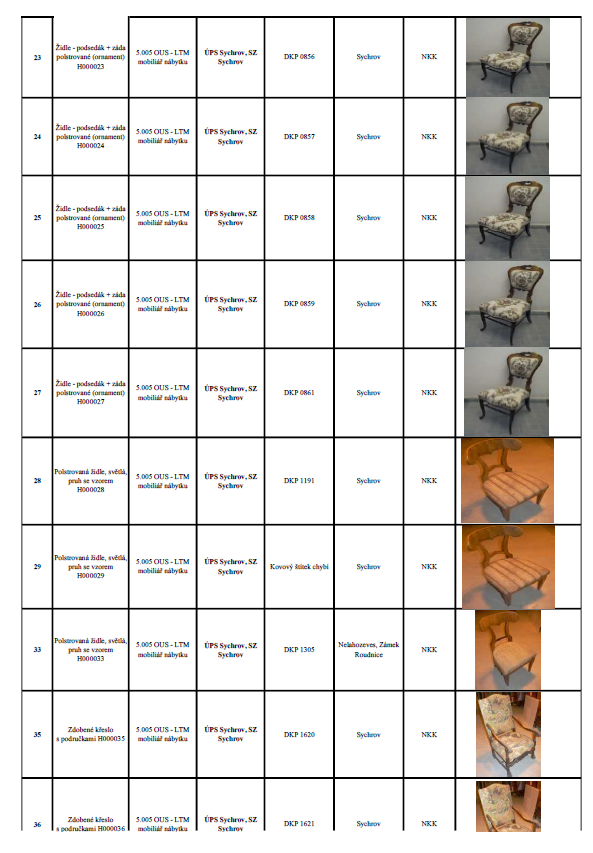 23
Židle - podsedák + záda
polstrované (ornament)
H000023
5.005 OUS - LTM
mobiliář nábytku
ÚPS Sychrov, SZ
Sychrov
DKP 0856
Sychrov
NKK
24
Židle - podsedák + záda
polstrované (ornament)
H000024
5.005 OUS - LTM
mobiliář nábytku
ÚPS Sychrov, SZ
Sychrov
DKP 0857
Sychrov
NKK
25
Židle - podsedák + záda
polstrované (ornament)
H000025
5.005 OUS - LTM
mobiliář nábytku
ÚPS Sychrov, SZ
Sychrov
DKP 0858
Sychrov
NKK
26
Židle - podsedák + záda
polstrované (ornament)
H000026
5.005 OUS - LTM
mobiliář nábytku
ÚPS Sychrov, SZ
Sychrov
DKP 0859
Sychrov
NKK
27
Židle - podsedák + záda
polstrované (ornament)
H000027
5.005 OUS - LTM
mobiliář nábytku
ÚPS Sychrov, SZ
Sychrov
DKP 0861
Sychrov
NKK
28
Polstrovaná židle, světlá,
pruh se vzorem
H000028
5.005 OUS - LTM
mobiliář nábytku
ÚPS Sychrov, SZ
Sychrov
DKP 1191
Sychrov
NKK
29
Polstrovaná židle, světlá,
pruh se vzorem
H000029
5.005 OUS - LTM
mobiliář nábytku
ÚPS Sychrov, SZ
Sychrov
Kovový štítek chybí
Sychrov
NKK
33
Polstrovaná židle, světlá,
pruh se vzorem
H000033
5.005 OUS - LTM
mobiliář nábytku
ÚPS Sychrov, SZ
Sychrov
DKP 1305
Nelahozeves, Zámek
Roudnice
NKK
35
Zdobené křeslo
s područkami H000035
5.005 OUS - LTM
mobiliář nábytku
ÚPS Sychrov, SZ
Sychrov
DKP 1620
Sychrov
NKK
36
Zdobené křeslo
s područkami H000036
5.005 OUS - LTM
mobiliář nábytku
ÚPS Sychrov, SZ
Sychrov
DKP 1621
Sychrov
NKK